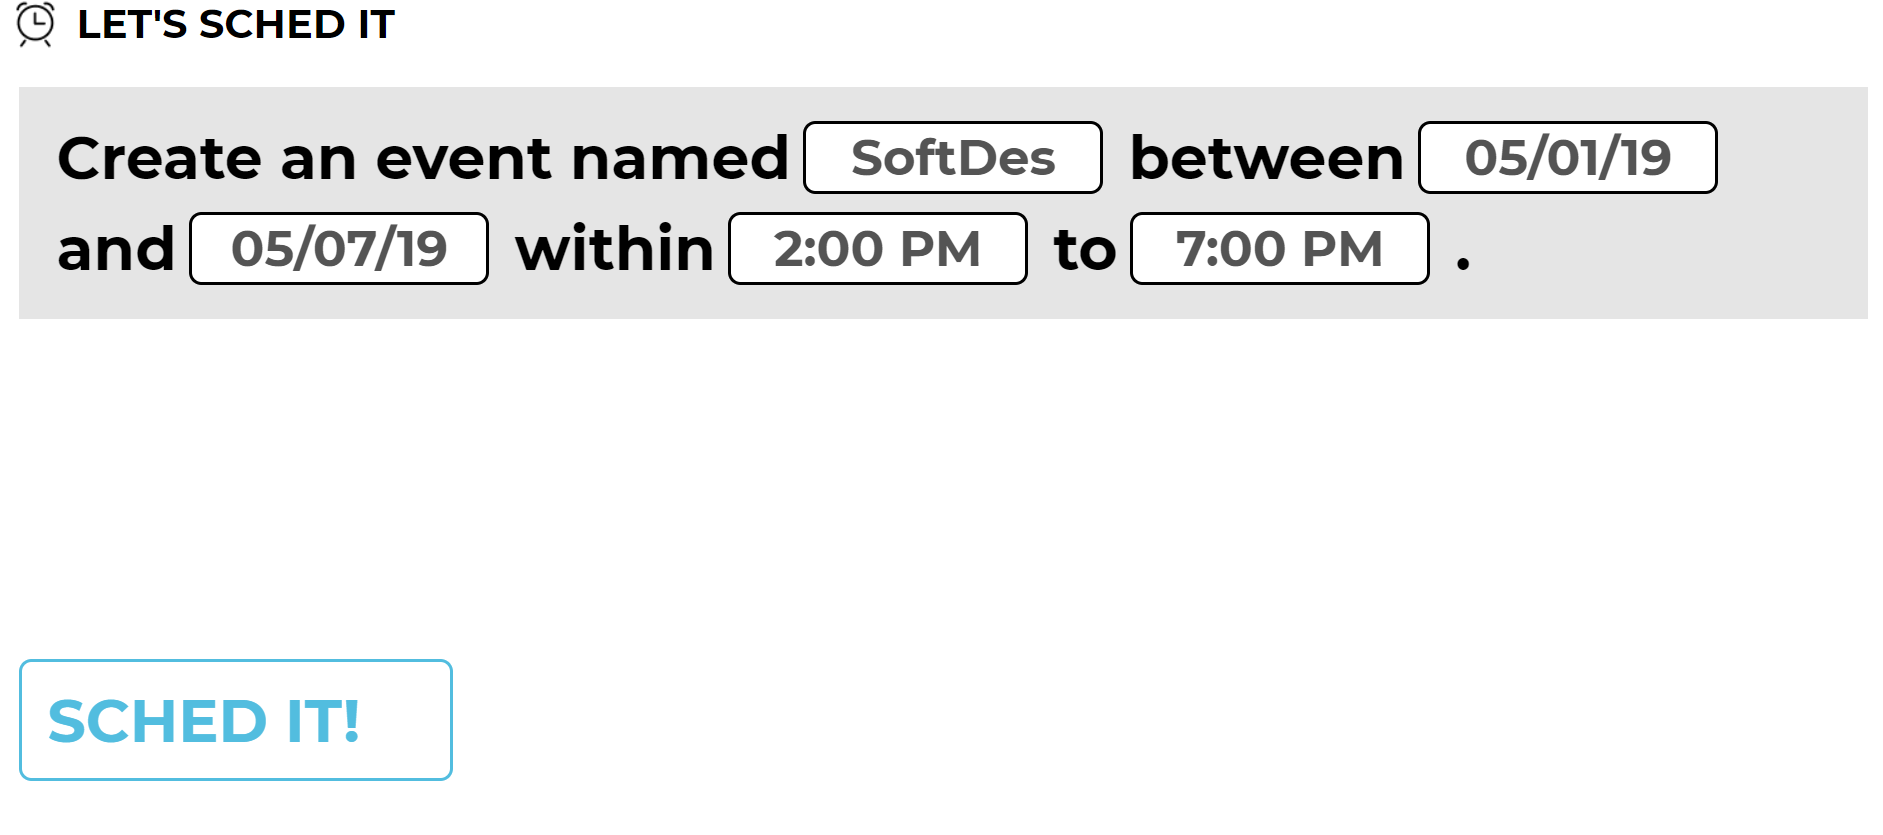 LET'S SCHED IT
Create an event named SoftDes between 05/01/19
and 05/07/19 within 2:00 PM to 7:00 PM .
SCHED IT!